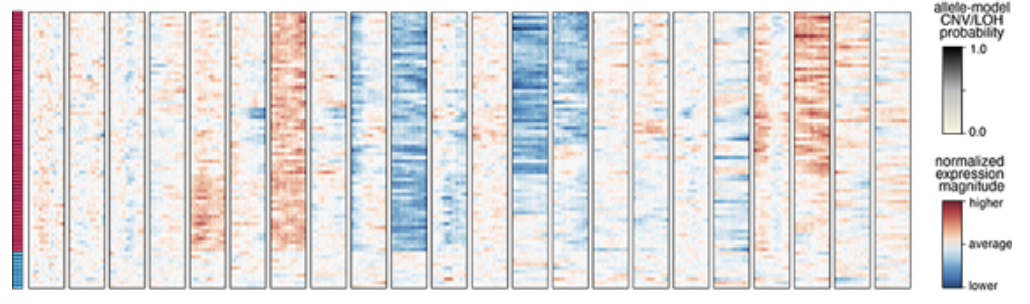 allele-model
CNV/LOH
probability
1.0
0.0
normalized
expression
magnitude
higher
average
lower